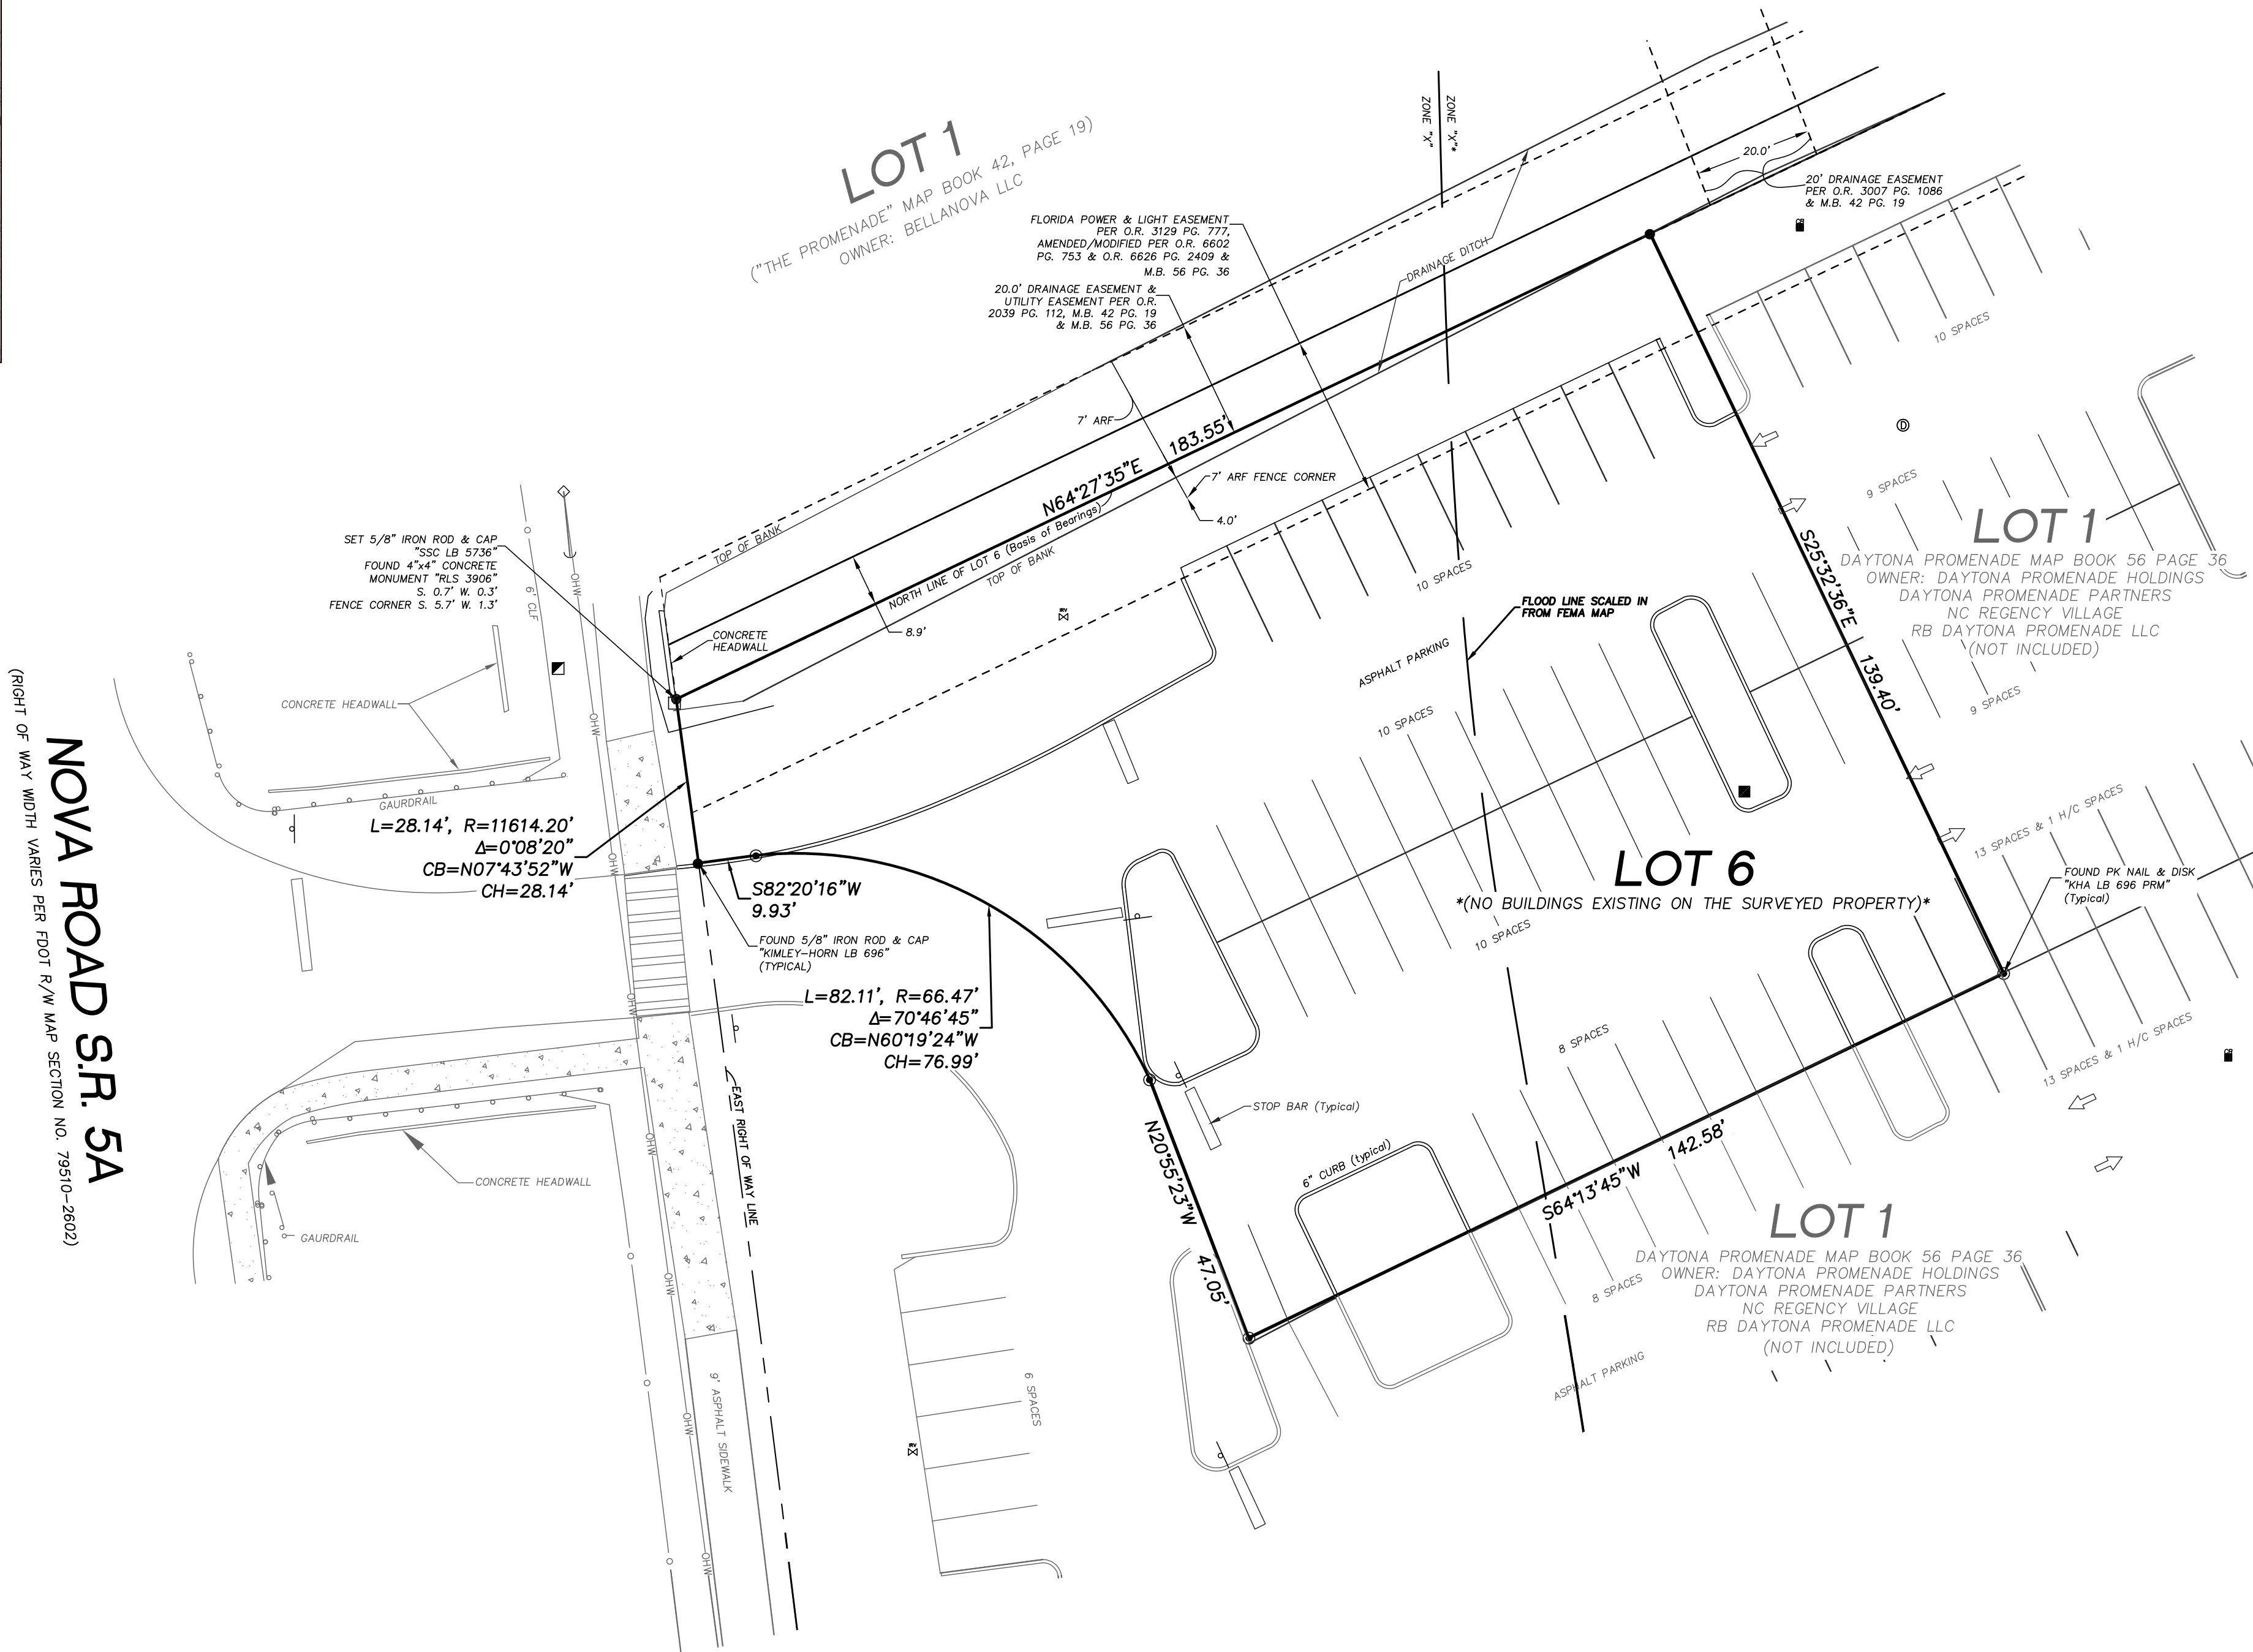 LOT 1
("THE PROMENADE" MAP BOOK 42, PAGE 19)
OWNER: BELLANOVA LLC
ZONE "X"
ZONE "X"*
20.0'
20' DRAINAGE EASEMENT
PER O.R. 3007 PG. 1086
& M.B. 42 PG. 19
FLORIDA POWER & LIGHT EASEMENT
PER O.R. 3129 PG. 777,
AMENDED/MODIFIED PER O.R. 6602
PG. 753 & O.R. 6626 PG. 2409 &
M.B. 56 PG. 36
20.0' DRAINAGE EASEMENT &
UTILITY EASEMENT PER O.R.
2039 PG. 112, M.B. 42 PG. 19
& M.B. 56 PG. 36
DRAINAGE DITCH
10 SPACES
7' ARF
183.55'
N64°27'35"E
7' ARF FENCE CORNER
4.0'
NORTH LINE OF LOT 6 (Basis of Bearings)
TOP OF BANK
TOP OF BANK
8.9'
CONCRETE
HEADWALL
SET 5/8" IRON ROD & CAP
"SSC LB 5736"
FOUND 4"x4" CONCRETE
MONUMENT "RLS 3906"
S. 0.7' W. 0.3'
FENCE CORNER S. 5.7' W. 1.3'
6' CLF
OHW
OHW
OHW
OHW
OHW
OHW
OHW
OHW
IRV
10 SPACES
FLOOD LINE SCALED IN
FROM FEMA MAP
ASPHALT PARKING
10 SPACES
D
9 SPACES
LOT 1
DAYTONA PROMENADE MAP BOOK 56 PAGE 36
OWNER: DAYTONA PROMENADE HOLDINGS
DAYTONA PROMENADE PARTNERS
NC REGENCY VILLAGE
RB DAYTONA PROMENADE LLC
(NOT INCLUDED)
9 SPACES
S25°32'36"E
139.40'
CONCRETE HEADWALL
GAURDRAIL
L=28.14', R=11614.20'
Δ=0°08'20"
CB=N07°43'52"W
CH=28.14'
S82°20'16"W
9.93'
FOUND 5/8" IRON ROD & CAP
"KIMLEY-HORN LB 696"
(TYPICAL)
L=82.11', R=66.47'
Δ=70°46'45"
CB=N60°19'24"W
CH=76.99'
LOT 6
*(NO BUILDINGS EXISTING ON THE SURVEYED PROPERTY)*
10 SPACES
13 SPACES & 1 H/C SPACES
FOUND PK NAIL & DISK
"KHA LB 696 PRM"
(Typical)
13 SPACES & 1 H/C SPACES
8 SPACES
STOP BAR (Typical)
6" CURB (typical)
N20°55'23"W
47.05'
142.58'
S64°13'45"W
8 SPACES
LOT 1
DAYTONA PROMENADE MAP BOOK 56 PAGE 36
OWNER: DAYTONA PROMENADE HOLDINGS
DAYTONA PROMENADE PARTNERS
NC REGENCY VILLAGE
RB DAYTONA PROMENADE LLC
(NOT INCLUDED)
ASPHALT PARKING
EAST RIGHT OF WAY LINE
CONCRETE HEADWALL
GAURDRAIL
9' ASPHALT SIDEWALK
6 SPACES
IRV
NOVA ROAD S.R. 5A
(RIGHT OF WAY WIDTH VARIES PER FDOT R/W MAP SECTION NO. 79510-2602)